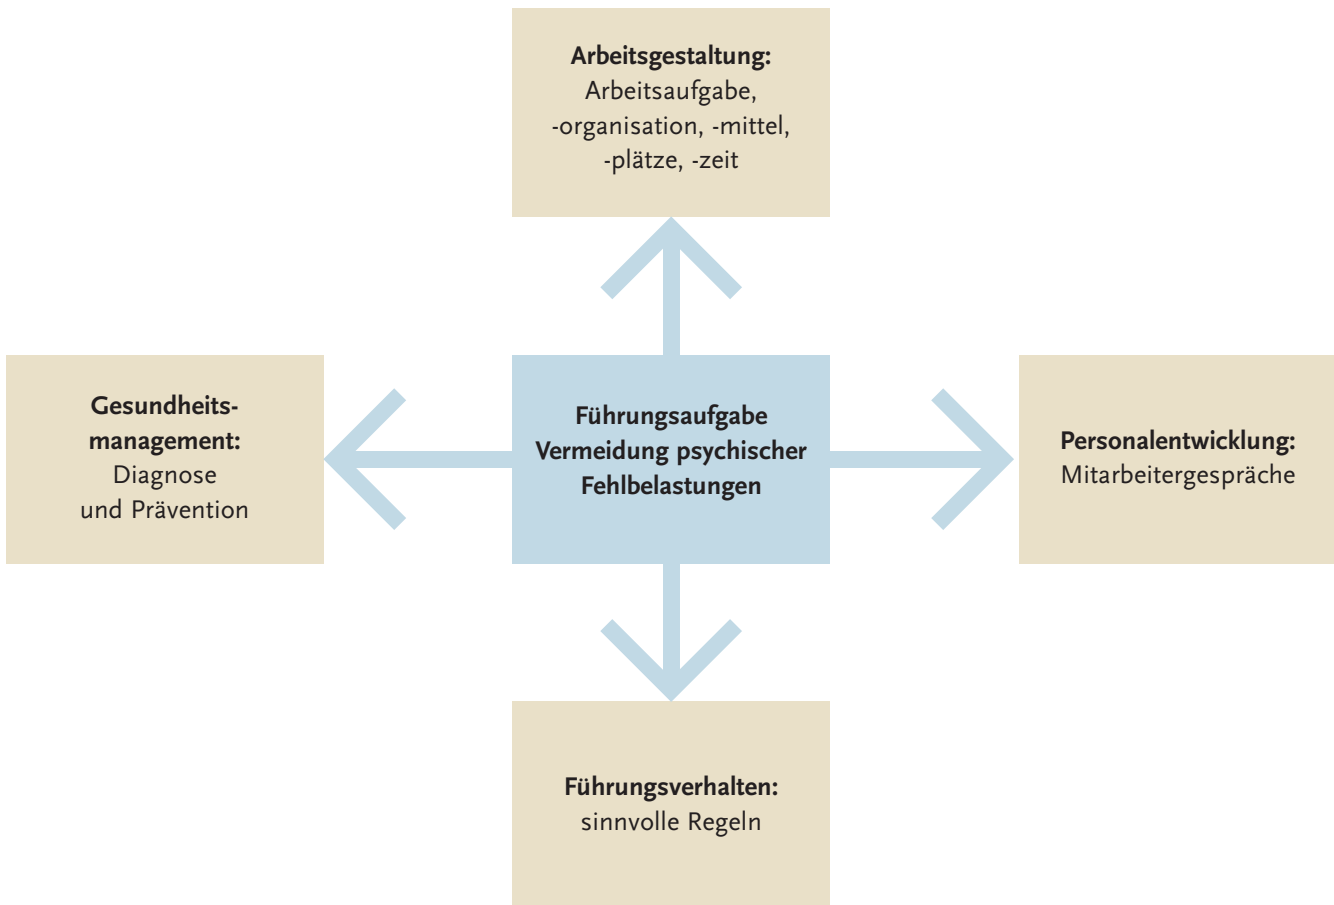 Arbeitsgestaltung:
Arbeitsaufgabe,
-organisation, -mittel,
-plätze, -zeit
Gesundheits-
management:
Diagnose
und Prävention
Führungsaufgabe
Vermeidung psychischer
Fehlbelastungen
Personalentwicklung:
Mitarbeitergespräche
Führungsverhalten:
sinnvolle Regeln